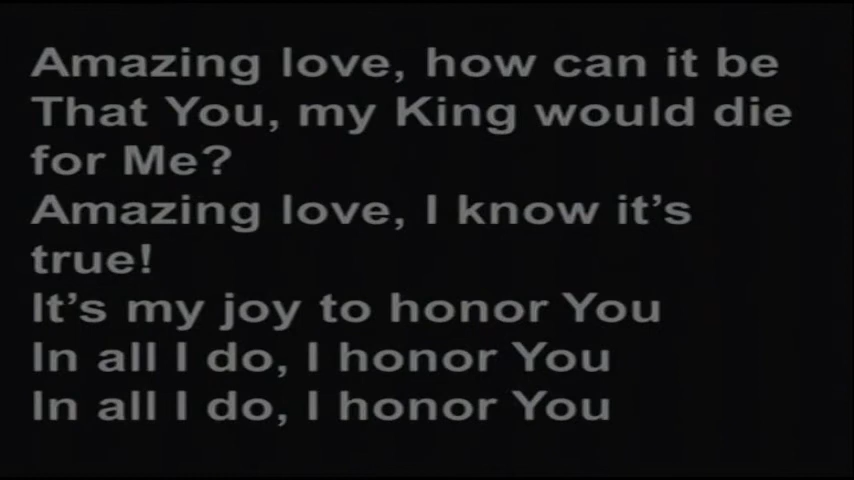 Amazing love, how can it be
That You, my King would die
for Me?
Amazing love, I know it’s
true!
It’s my joy to honor You
In all I do, I honor You
In all I do, I honor You